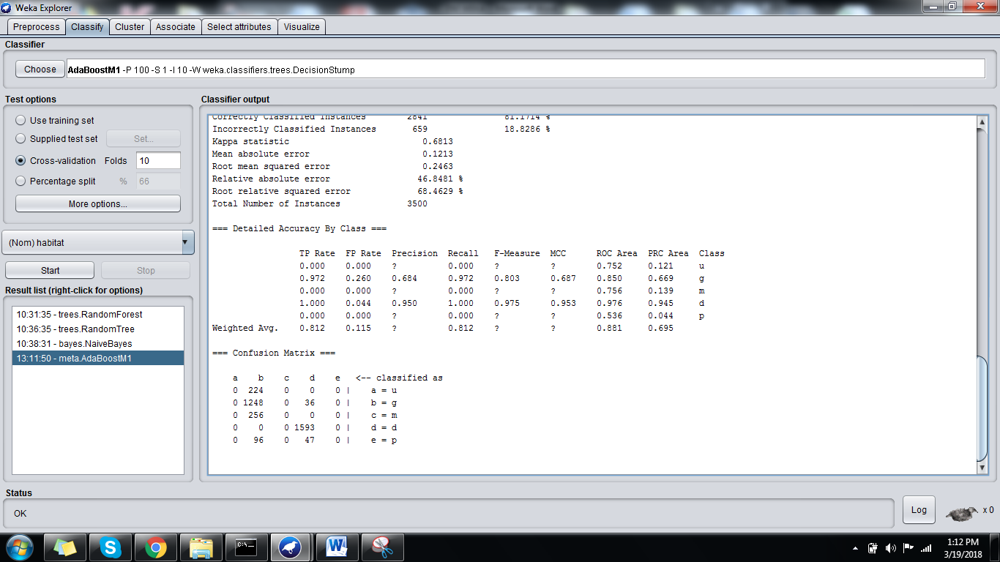 Weka Explorer
Preprocess Classify Cluster Associate Select attributes Visualize
Classifier
Choose AdaBoostM1 -P 100 -S 1 -I 10 -W weka.classifiers.trees.DecisionStump
Test options
Use training set
Supplied test set Set...
Cross-validation Folds 10
Percentage split % 66
More options...
(Nom) habitat
Start Stop
Result list (right-click for options)
10:31:35 - trees.RandomForest
10:36:35 - trees.RandomTree
10:38:31 - bayes.NaiveBayes
13:11:50 - meta.AdaBoostM1
Classifier output
Correctly Classified Instances 2841 81.1714 %
Incorrectly Classified Instances 659 18.8286 %
Kappa statistic 0.6813
Mean absolute error 0.1213
Root mean squared error 0.2463
Relative absolute error 46.8481 %
Root relative squared error 68.4629 %
Total Number of Instances 3500
=== Detailed Accuracy By Class ===
TP Rate FP Rate Precision Recall F-Measure MCC ROC Area PRC Area Class
0.000 0.000 ? 0.000 ? ? 0.752 0.121 u
0.972 0.260 0.684 0.972 0.803 0.687 0.850 0.669 g
0.000 0.000 ? 0.000 ? ? 0.756 0.139 m
1.000 0.044 0.950 1.000 0.975 0.953 0.976 0.945 d
0.000 0.000 ? 0.000 ? ? 0.536 0.044 p
Weighted Avg. 0.812 0.115 ? 0.812 ? ? 0.881 0.695
=== Confusion Matrix ===
a b c d e <-- classified as
0 224 0 0 0 | a = u
0 1248 0 36 0 | b = g
0 256 0 0 0 | c = m
0 0 0 1593 0 | d = d
0 96 0 47 0 | e = p
Status
OK
Log x 0
1:12 PM
3/19/2018